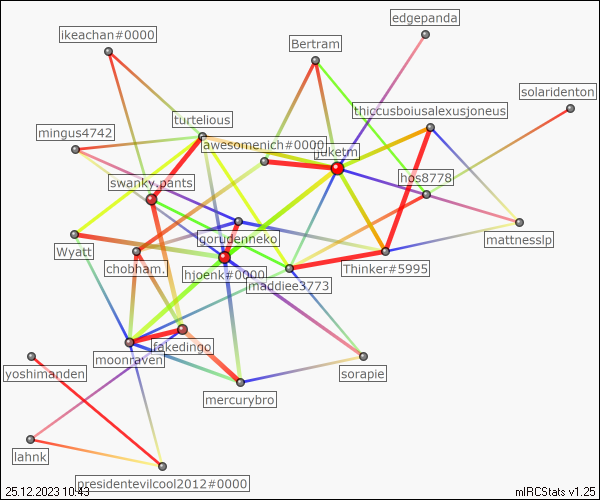 edgepanda
ikeachan#0000
Bertram
solaridenton
thiccusboiusalexusjoneus
turtelious
mingus4742
awesomenich#0000
juketm
hos8778
swanky.pants
mattnesslp
gorudenneko
Wyatt
chobham.
hjoenk#0000
Thinker#5995
maddiee3773
fakedingo
moonraven
sorapie
yoshimanden
mercurybro
lahnk
presidentevilcool2012#0000
25.12.2023 10:43
mIRCStats v1.25